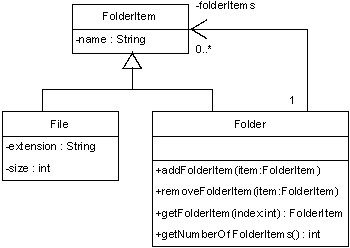 FolderItem
-name : String
-folderItems
0..*
1
File
-extension : String
-size : int
Folder
+addFolderItem(item:FolderItem)
+removeFolderItem(item:FolderItem)
+getFolderItem(index:int) : FolderItem
+getNumberOfFolderItems() : int